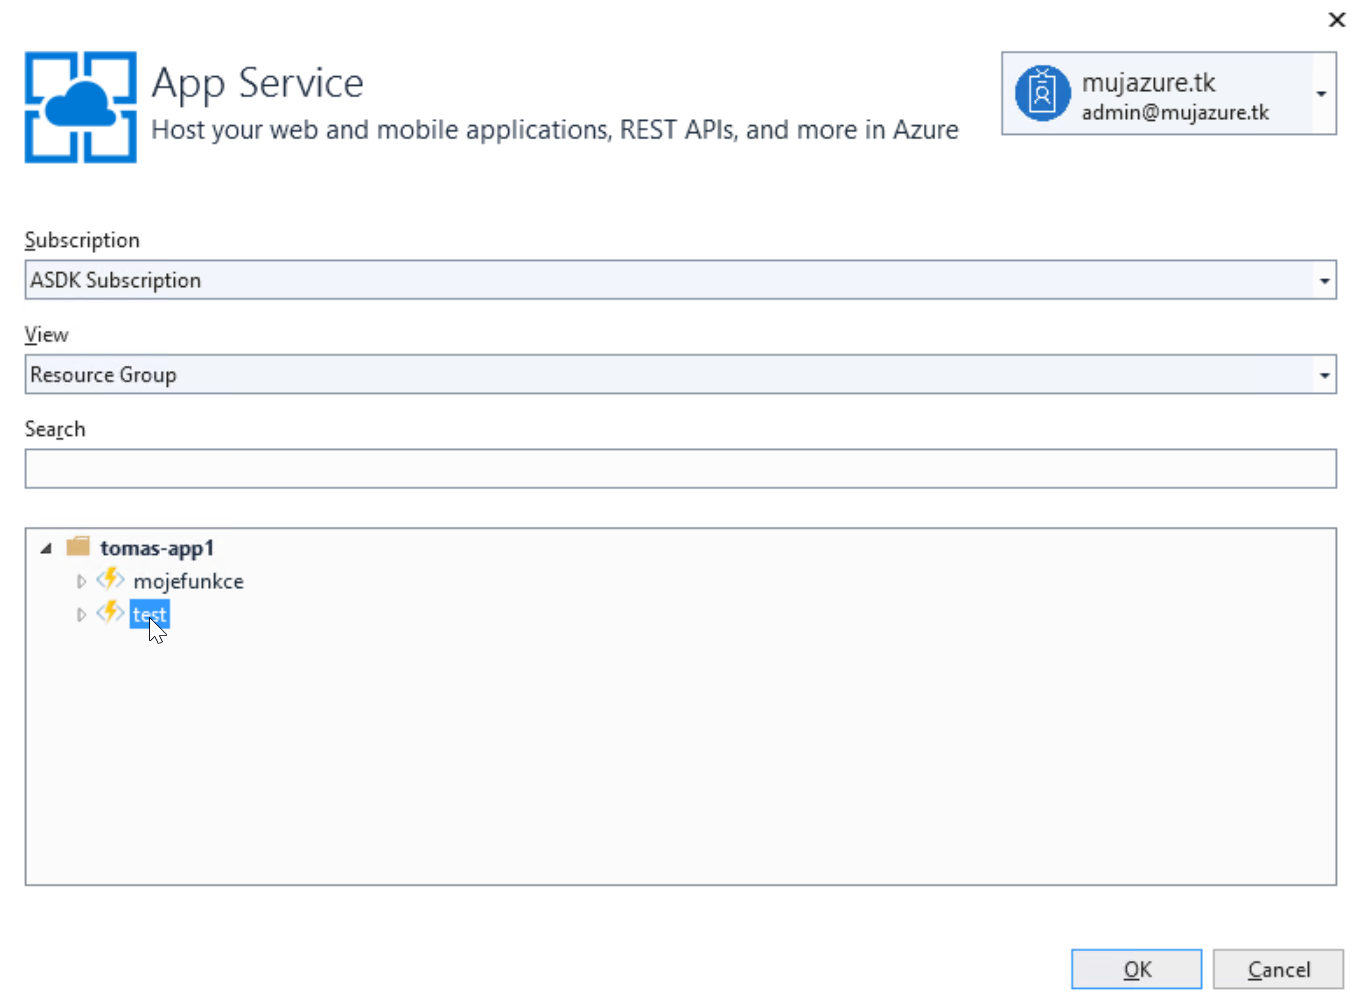 App Service
Host your web and mobile applications, REST APIs, and more in Azure
mujazure.tk
admin@mujazure.tk
Subscription
ASDK Subscription
View
Resource Group
Search
tomas-app1
mojefunkce
test
OK
Cancel